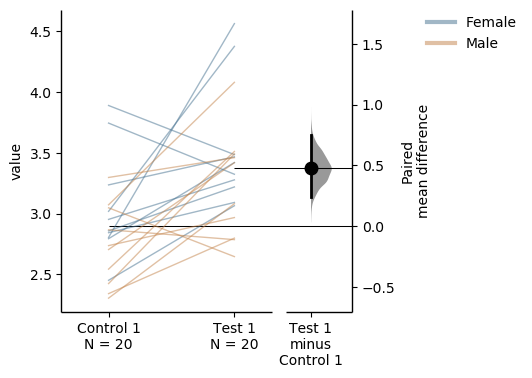 value
4.5
4.0
3.5
3.0
2.5
Control 1
N = 20
Test 1
N = 20
1.5
1.0
0.5
0.0
−0.5
Paired
mean difference
Test 1
minus
Control 1
Female
Male